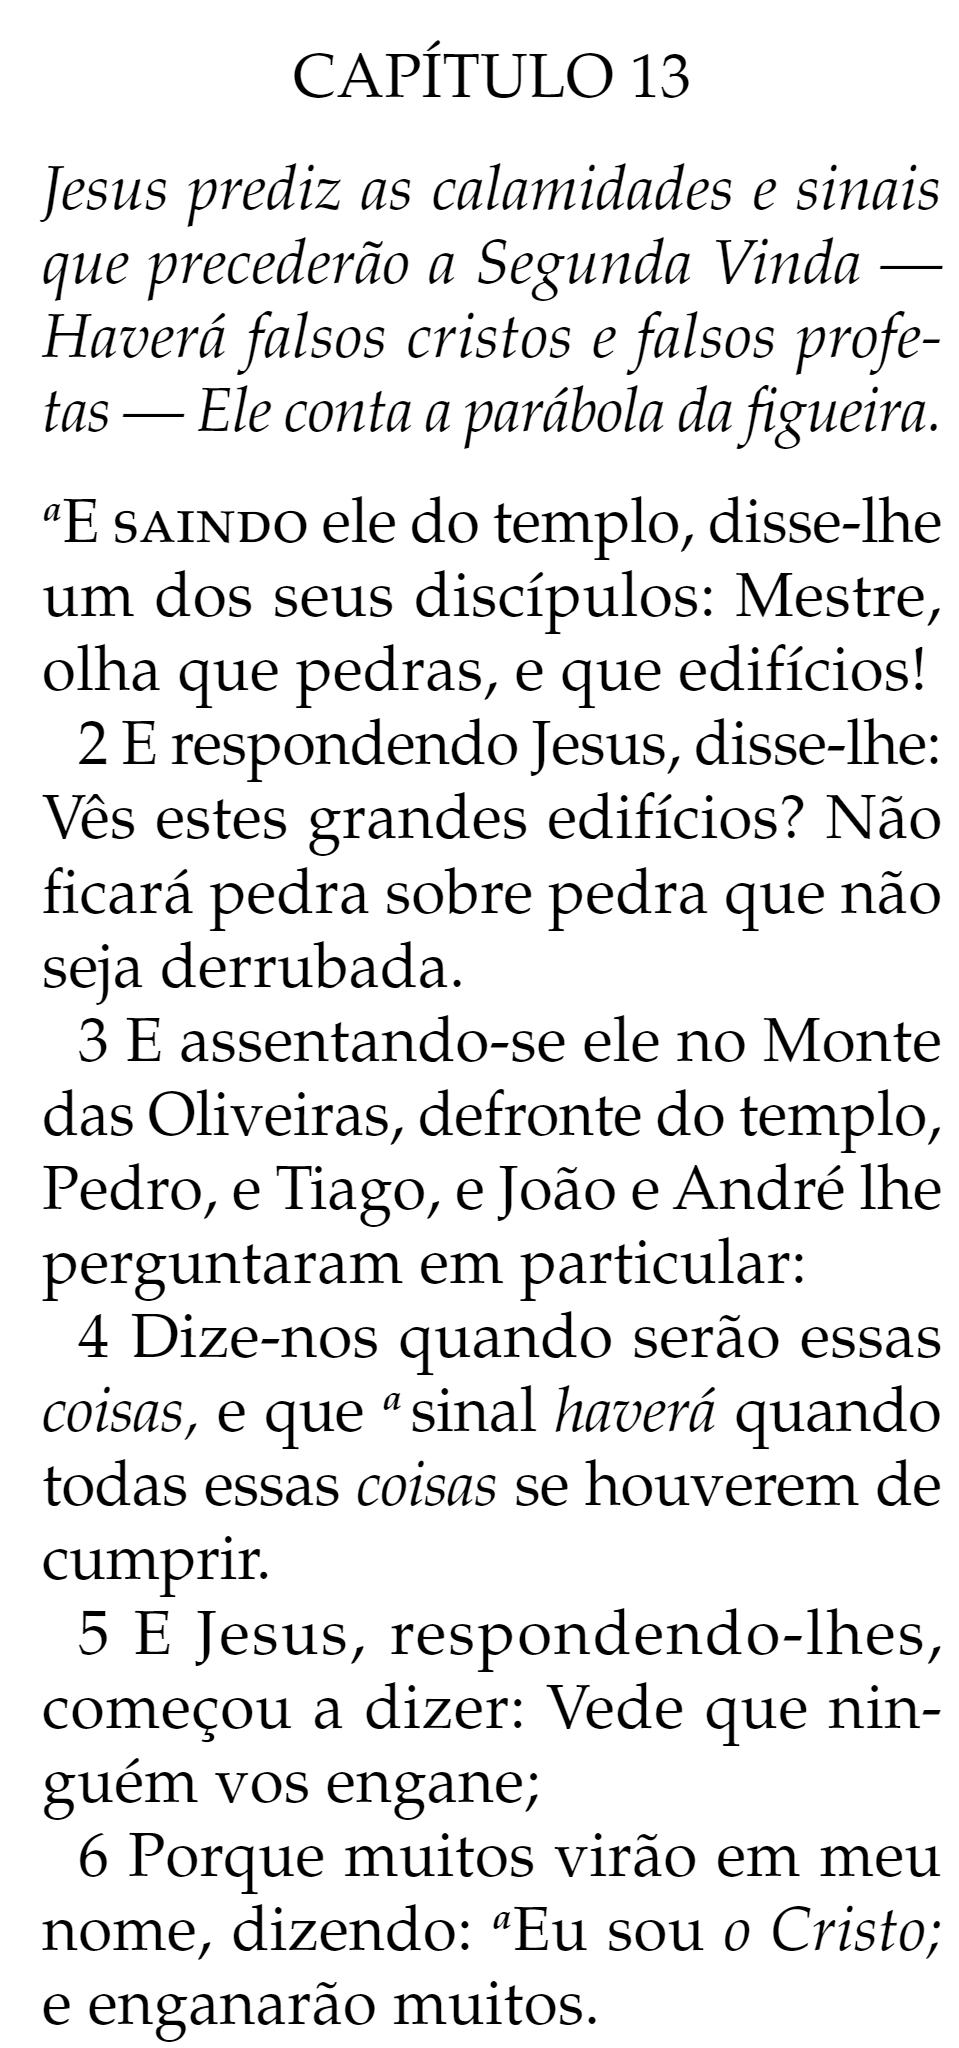 CAPÍTULO 13
Jesus prediz as calamidades e sinais
que precederão a Segunda Vinda —
Haverá falsos cristos e falsos profe-
tas — Ele conta a parábola da figueira.
aE SAINDO ele do templo, disse-lhe
um dos seus discípulos: Mestre,
olha que pedras, e que edifícios!
2 E respondendo Jesus, disse-lhe:
Vês estes grandes edifícios? Não
ficará pedra sobre pedra que não
seja derrubada.
3 E assentando-se ele no Monte
das Oliveiras, defronte do templo,
Pedro, e Tiago, e João e André lhe
perguntaram em particular:
4 Dize-nos quando serão essas
coisas, e que a sinal haverá quando
todas essas coisas se houverem de
cumprir.
5 E Jesus, respondendo-lhes,
começou a dizer: Vede que nin-
guém vos engane;
6 Porque muitos virão em meu
nome, dizendo: aEu sou o Cristo;
e enganarão muitos.